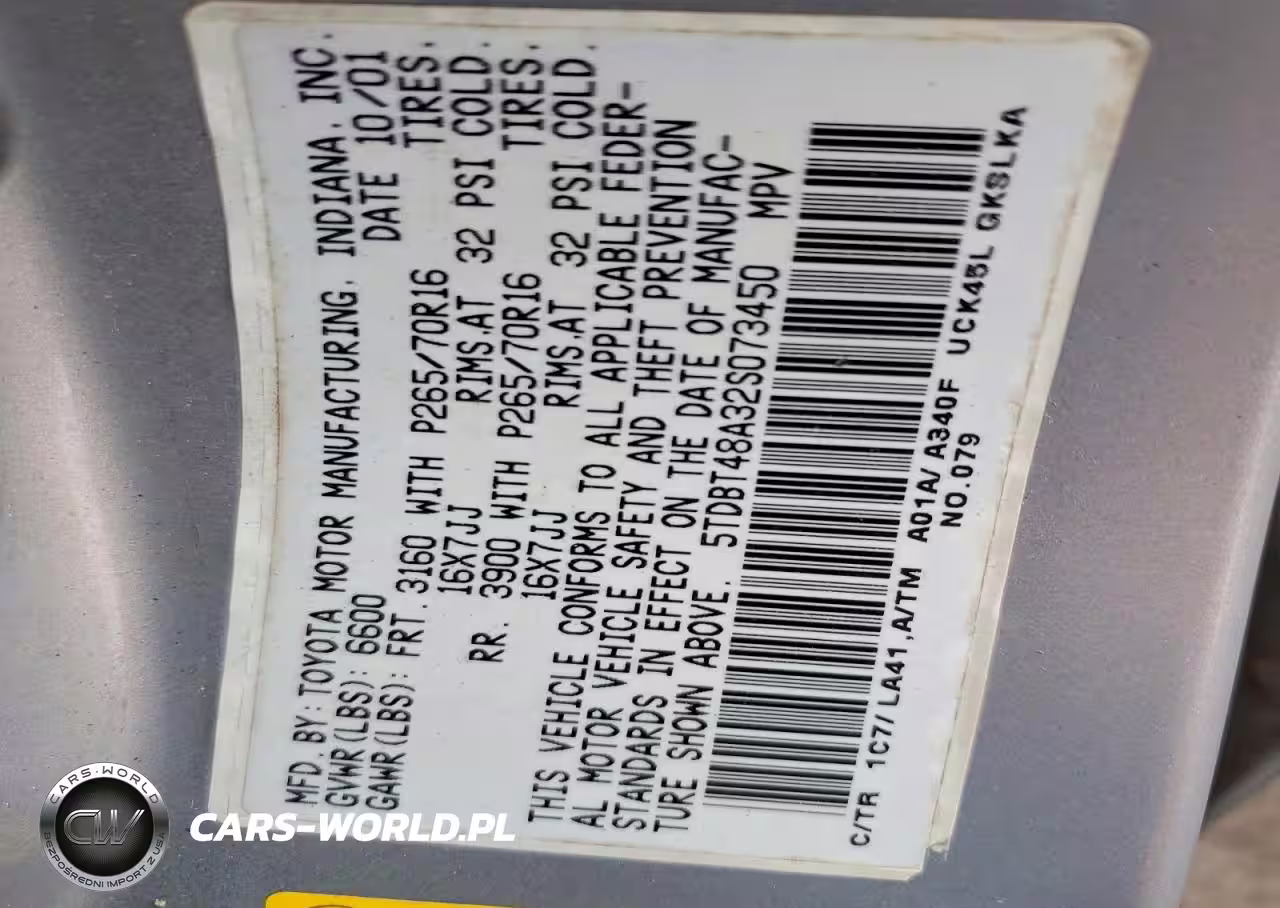 MFD. BY: TOYOTA MOTOR MANUFACTURING, INDIANA, INC.
GVWR(LBS): 6600 DATE 10/01
GAWR(LBS): FRT. 3160 WITH P265/70R16 TIRES,
16X7JJ RIMS,AT 32 PSI COLD.
RR. 3900 WITH P265/70R16 TIRES,
16X7JJ RIMS,AT 32 PSI COLD.
THIS VEHICLE CONFORMS TO ALL APPLICABLE FEDER-
AL MOTOR VEHICLE SAFETY AND THEFT PREVENTION
STANDARDS IN EFFECT ON THE DATE OF MANUFAC-
TURE SHOWN ABOVE. 5TDBT48A32S073450 MPV
C/TR 1C7/LA41,A/TM A01A/A340F UCK45L GKSLKA
NO.079
CARS-WORLD
CW
BEZPOŚREDNI IMPORT Z USA
CARS-WORLD.PL